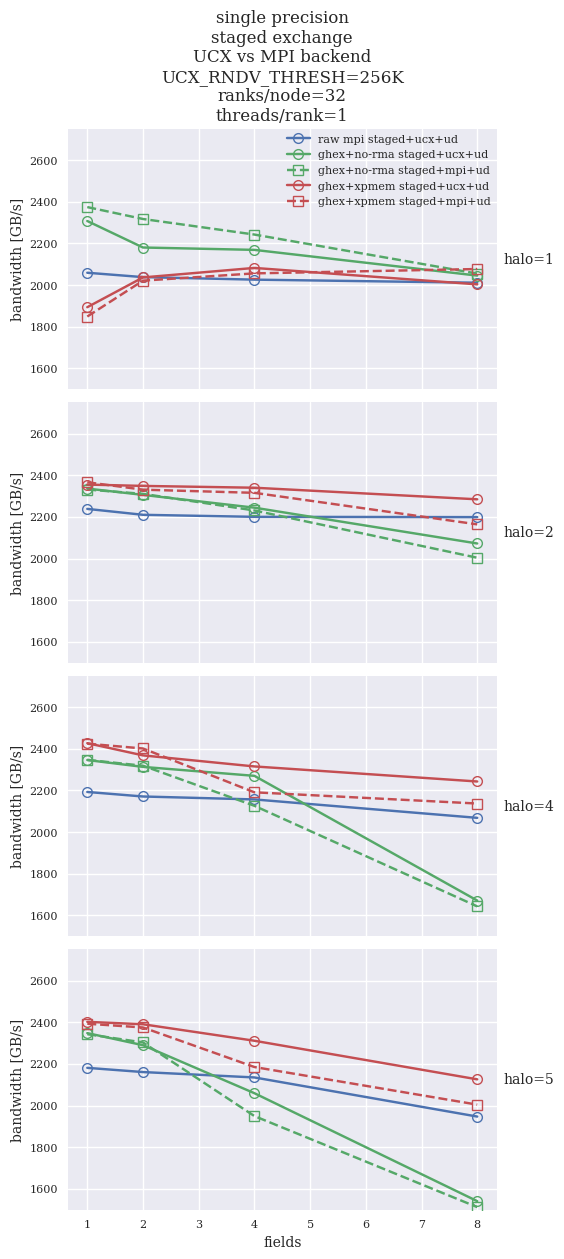 single precision
staged exchange
UCX vs MPI backend
UCX_RNDV_THRESH=256K
ranks/node=32
threads/rank=1
raw mpi staged+ucx+ud
ghex+no-rma staged+ucx+ud
ghex+no-rma staged+mpi+ud
ghex+xpmem staged+ucx+ud
ghex+xpmem staged+mpi+ud
2600
2400
2200
2000
1800
1600
bandwidth [GB/s]
halo=1
2600
2400
2200
2000
1800
1600
bandwidth [GB/s]
halo=2
2600
2400
2200
2000
1800
1600
bandwidth [GB/s]
halo=4
2600
2400
2200
2000
1800
1600
bandwidth [GB/s]
halo=5
1 2 3 4 5 6 7 8
fields